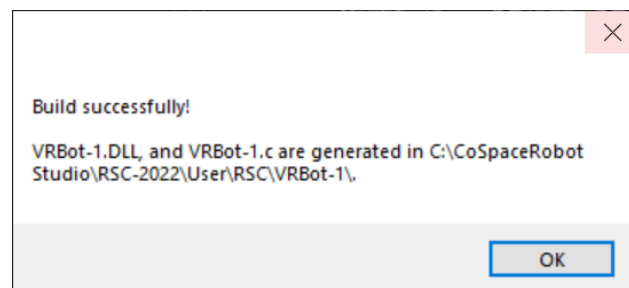 Build successfully!
VRBot-1.DLL, and VRBot-1.c are generated in C:\CoSpaceRobot
Studio\RSC-2022\User\RSC\VRBot-1\.
OK